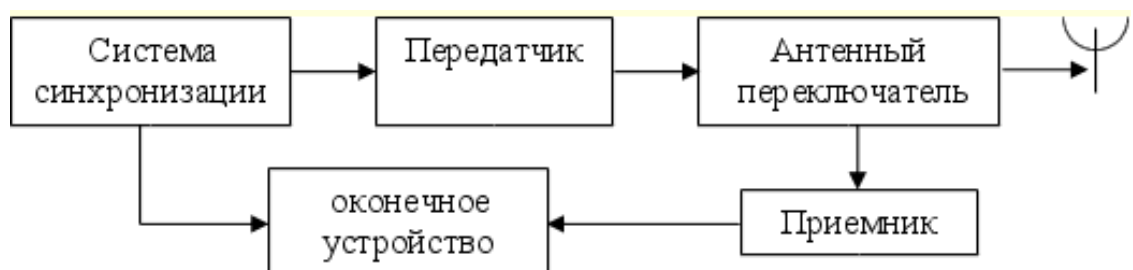 Система
синхронизации
Передатчик
Антенный
переключатель
оконечное
устройство
Приемник